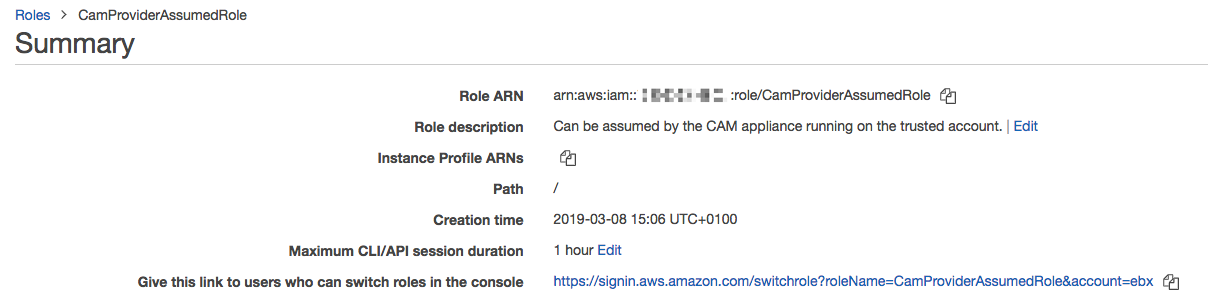 Roles > CamProviderAssumedRole
Summary
Role ARN arn:aws:iam:: :role/CamProviderAssumedRole
Role description Can be assumed by the CAM appliance running on the trusted account. | Edit
Instance Profile ARNs
Path /
Creation time 2019-03-08 15:06 UTC+0100
Maximum CLI/API session duration 1 hour Edit
Give this link to users who can switch roles in the console https://signin.aws.amazon.com/switchrole?roleName=CamProviderAssumedRole&account=ebx